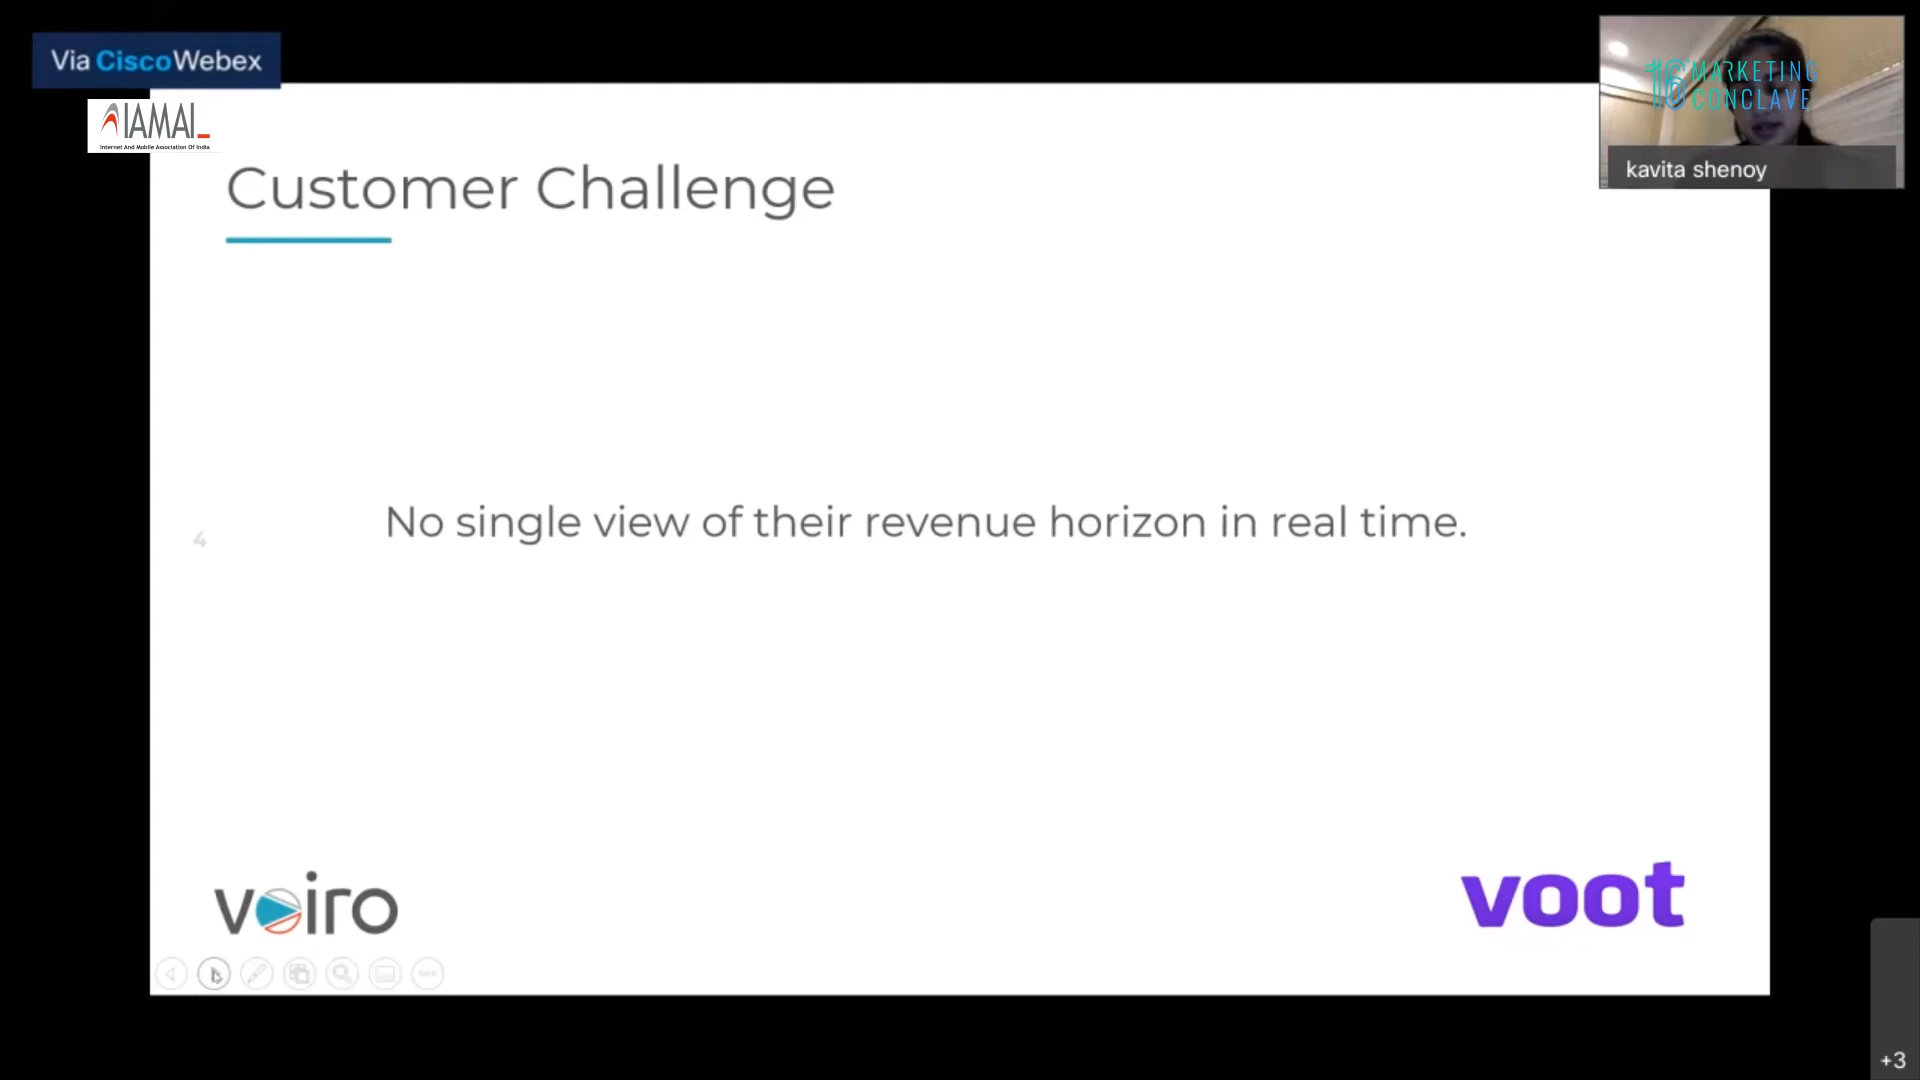 Via CiscoWebex
IAMAI
Internet And Mobile Association Of India
16 MARKETING
CONCLAVE
kavita shenoy
Customer Challenge
No single view of their revenue horizon in real time.
4
voiro
voot
+3